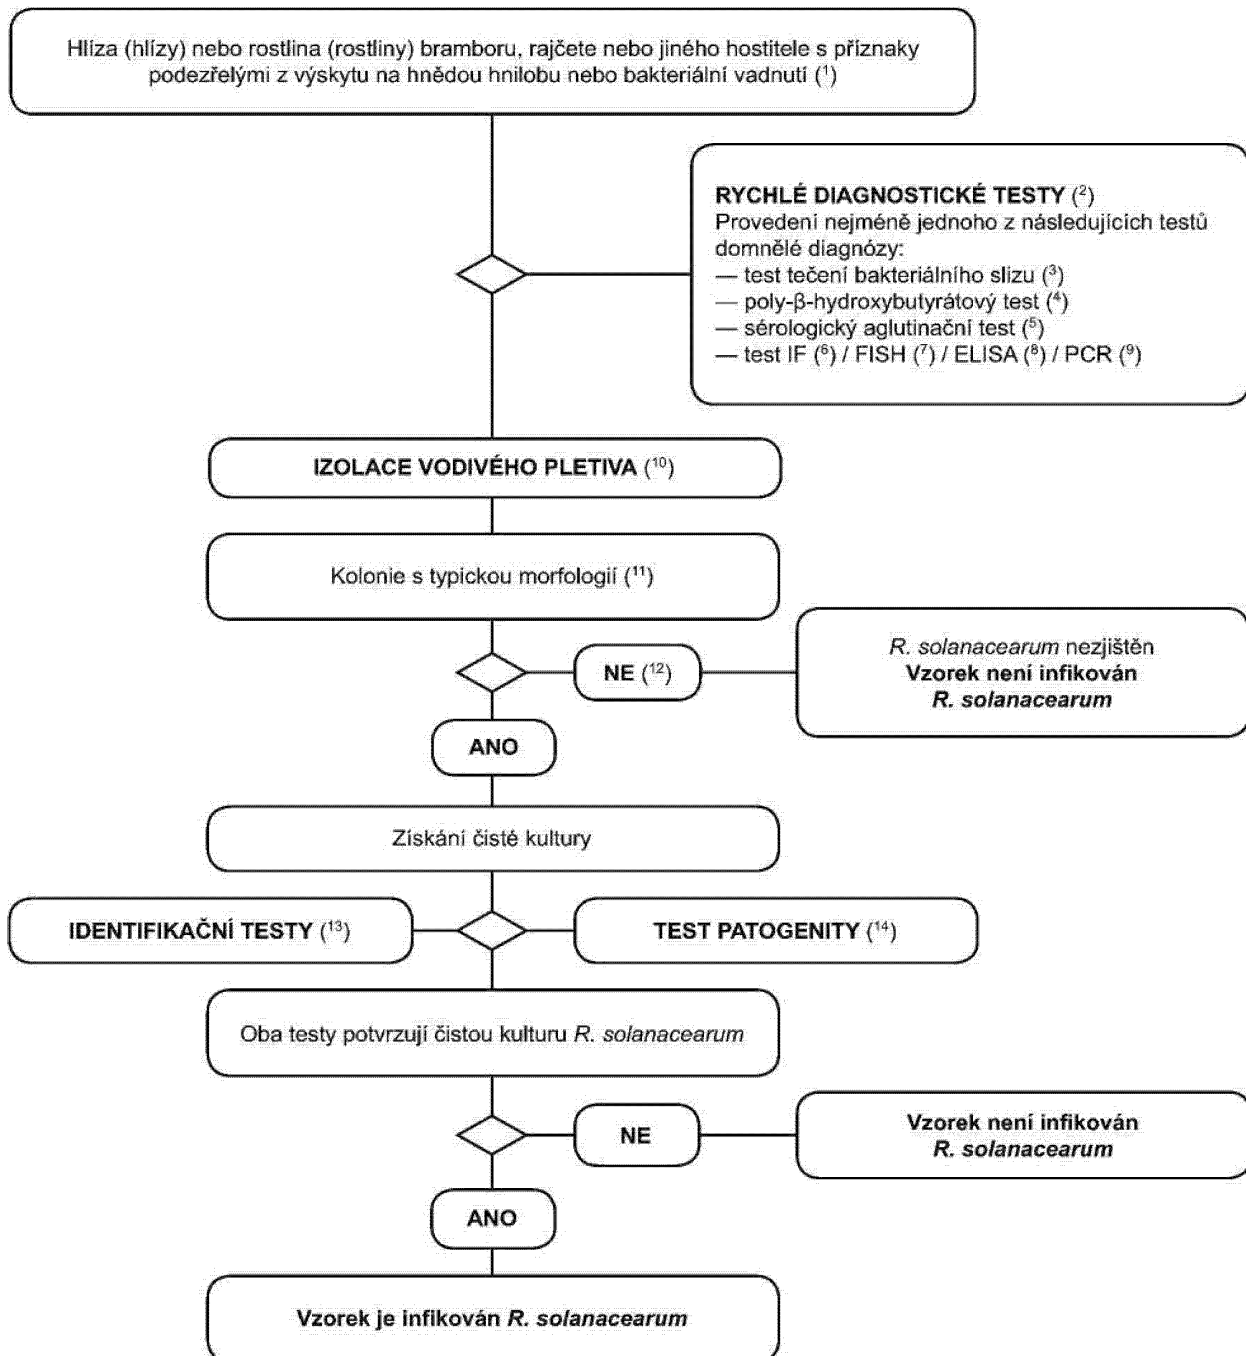 Hlíza (hlízy) nebo rostlina (rostliny) bramboru, rajčete nebo jiného hostitele s příznaky
podezřelými z výskytu na hnědou hnilobu nebo bakteriální vadnutí (¹)
RYCHLÉ DIAGNOSTICKÉ TESTY (²)
Provedení nejméně jednoho z následujících testů
domnělé diagnózy:
— test tečení bakteriálního slizu (³)
— poly-β-hydroxybutyrátový test (⁴)
— sérologický aglutinační test (⁵)
— test IF (⁶) / FISH (⁷) / ELISA (⁸) / PCR (⁹)
IZOLACE VODIVÉHO PLETIVA (¹⁰)
Kolonie s typickou morfologií (¹¹)
NE (¹²)
R. solanacearum nezjištěn
Vzorek není infikován
R. solanacearum
ANO
Získání čisté kultury
IDENTIFIKAČNÍ TESTY (¹³)
TEST PATOGENITY (¹⁴)
Oba testy potvrzují čistou kulturu R. solanacearum
NE
Vzorek není infikován
R. solanacearum
ANO
Vzorek je infikován R. solanacearum